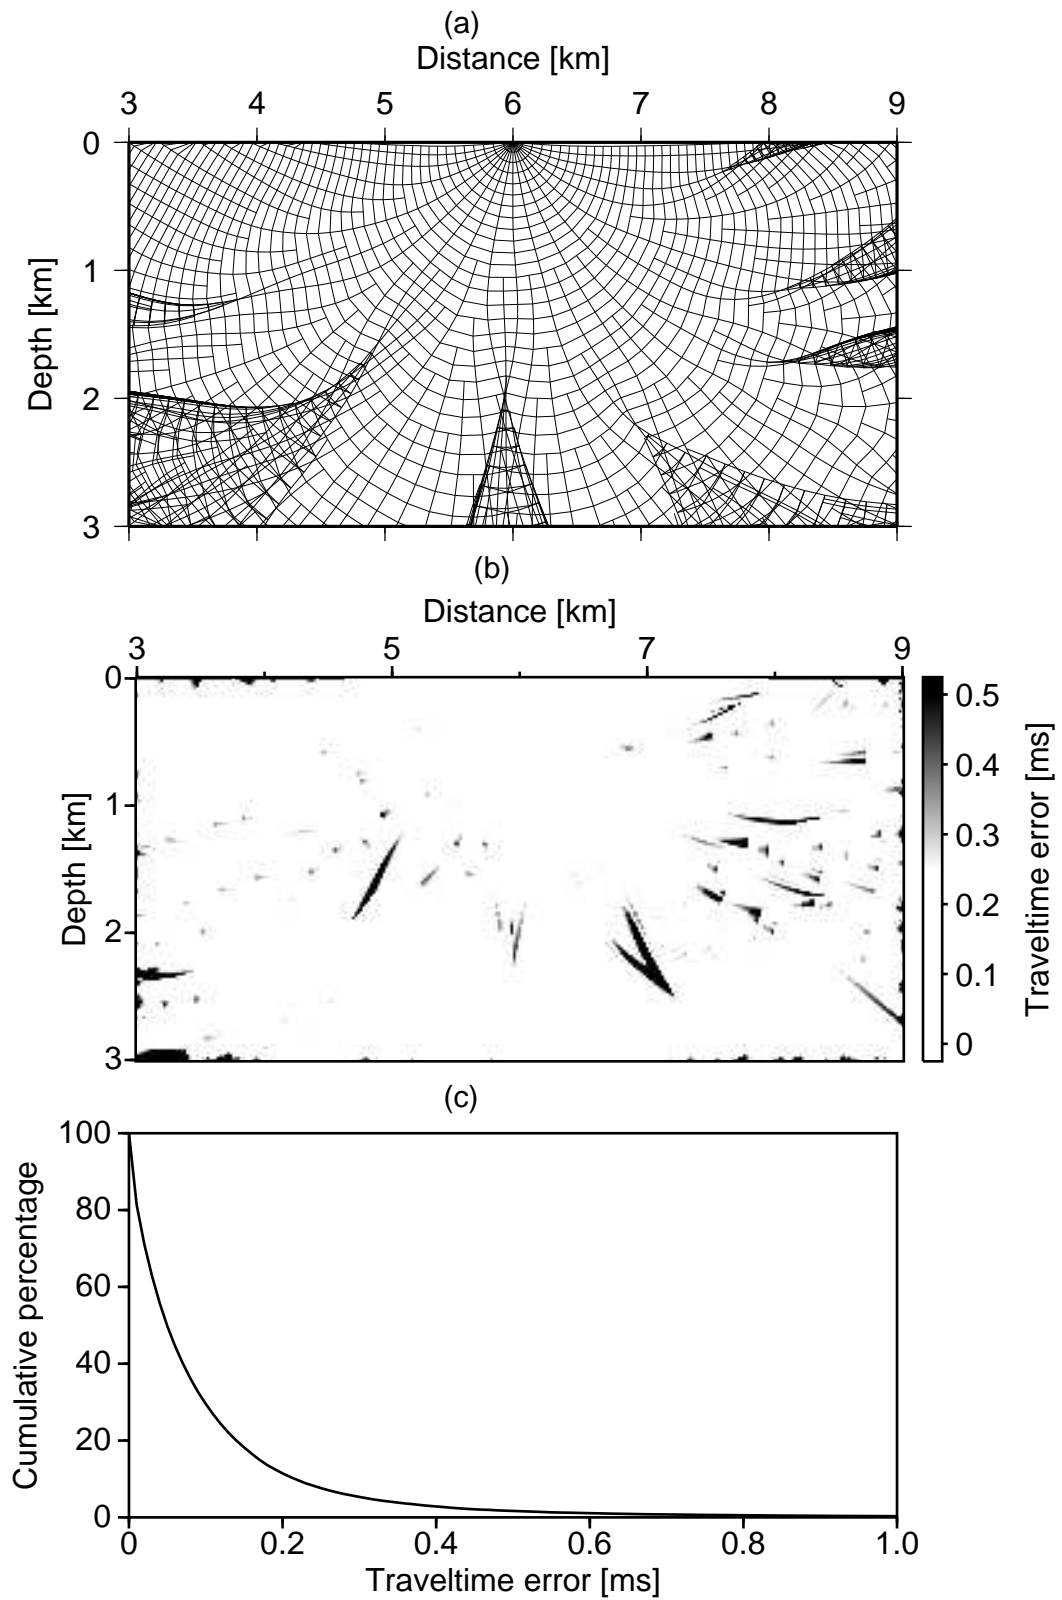 (a)
Distance [km]
3 4 5 6 7 8 9
0
1
2
3
Depth [km]
(b)
Distance [km]
3 5 7 9
0
1
2
3
Depth [km]
0.5
0.4
0.3
0.2
0.1
0
Traveltime error [ms]
(c)
100
80
60
40
20
0
Cumulative percentage
0 0.2 0.4 0.6 0.8 1.0
Traveltime error [ms]